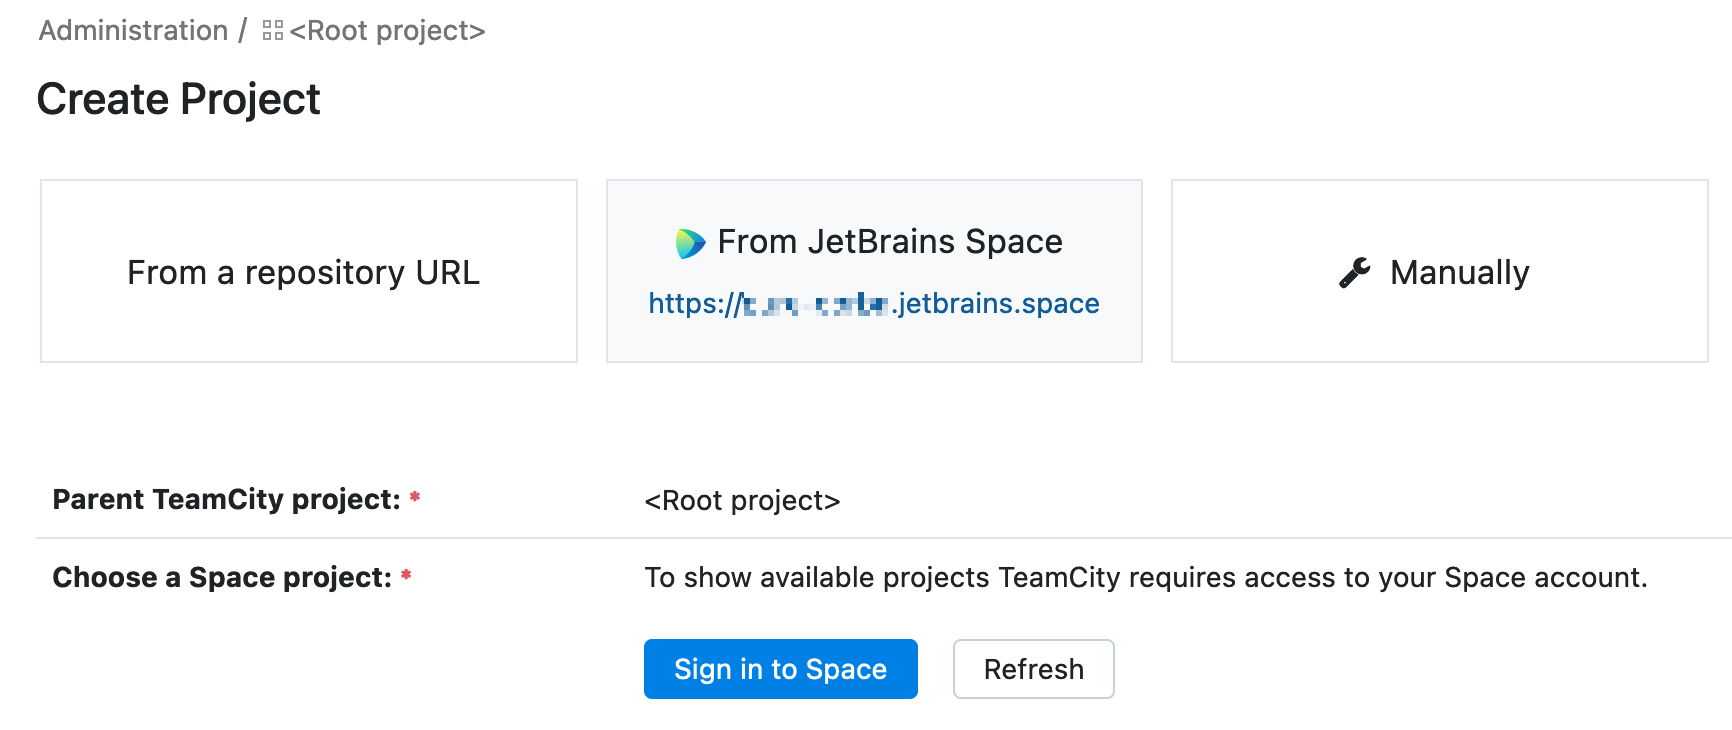 Administration / <Root project>
Create Project
From a repository URL
From JetBrains Space
https:// .jetbrains.space
Manually
Parent TeamCity project: *
<Root project>
Choose a Space project: *
To show available projects TeamCity requires access to your Space account.
Sign in to Space
Refresh